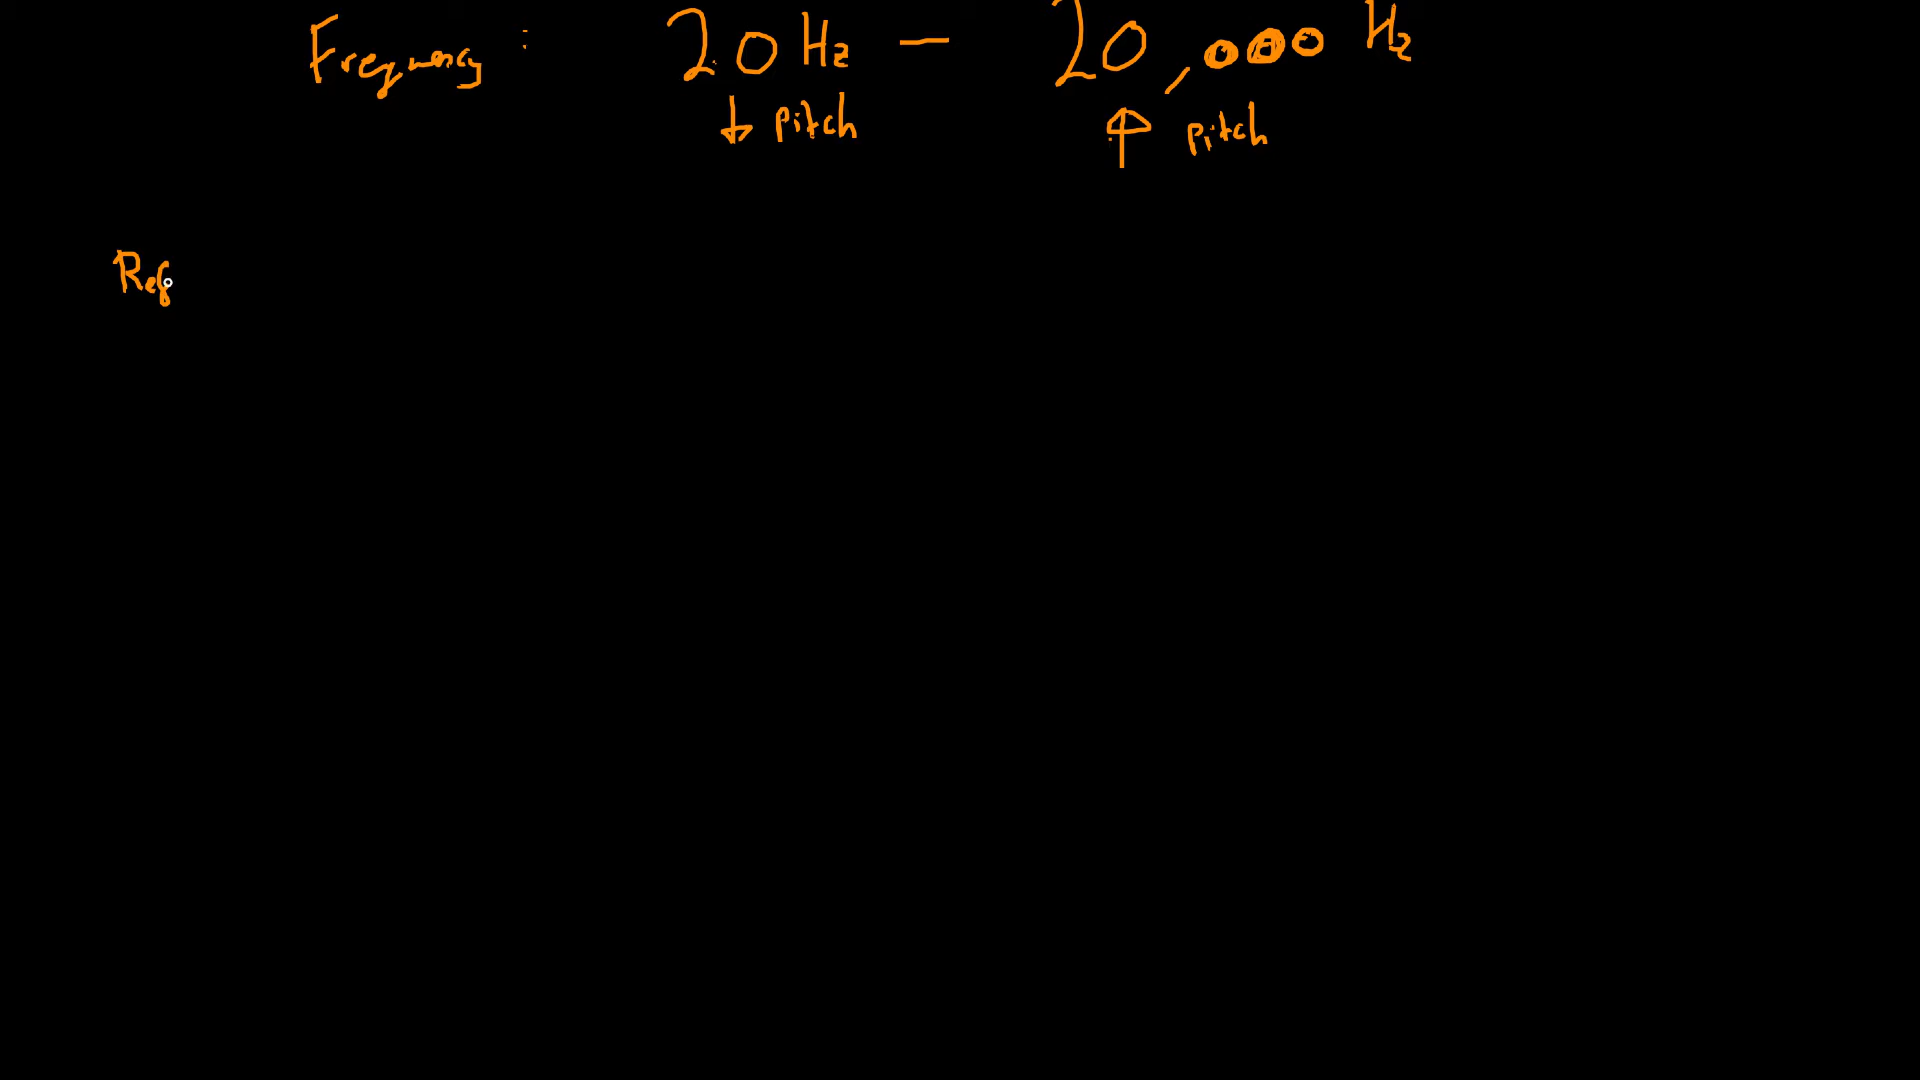 Frequency : 20 Hz — 20,000 Hz
↓ pitch ↑ pitch
Ref